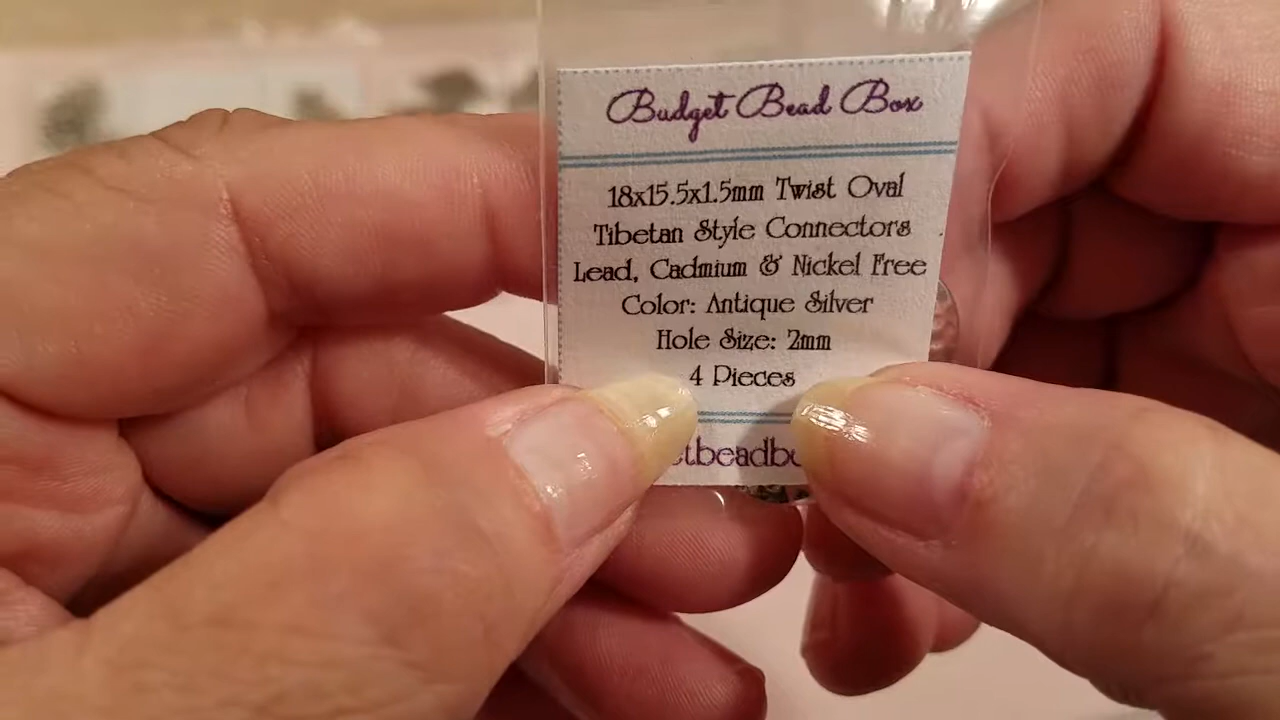 Budget Bead Box
18x15.5x1.5mm Twist Oval
Tibetan Style Connectors
Lead, Cadmium & Nickel Free
Color: Antique Silver
Hole Size: 2mm
4 Pieces